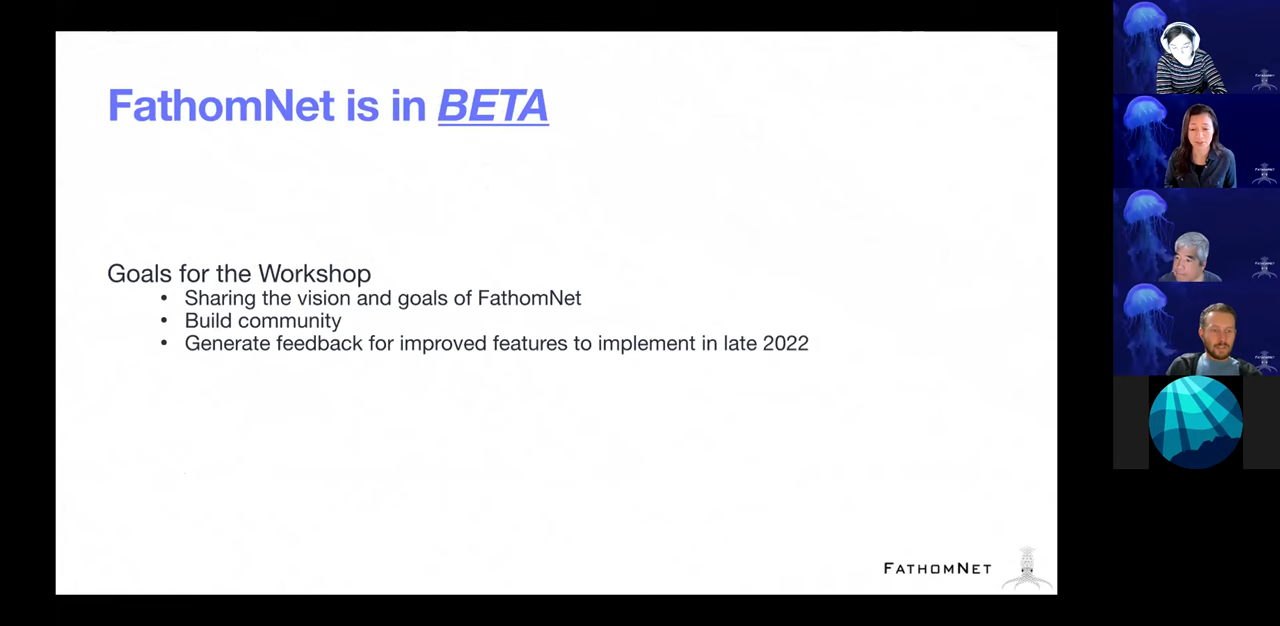 FathomNet is in BETA
Goals for the Workshop
• Sharing the vision and goals of FathomNet
• Build community
• Generate feedback for improved features to implement in late 2022
FATHOMNET